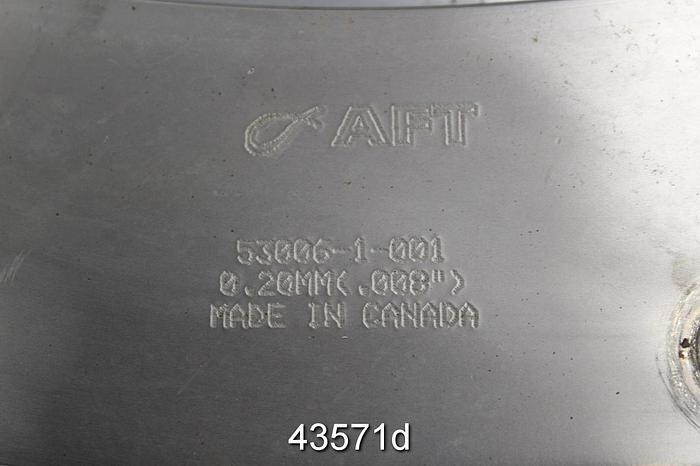 AFT
53006-1-001
0.20MM(.008")
MADE IN CANADA
43571d